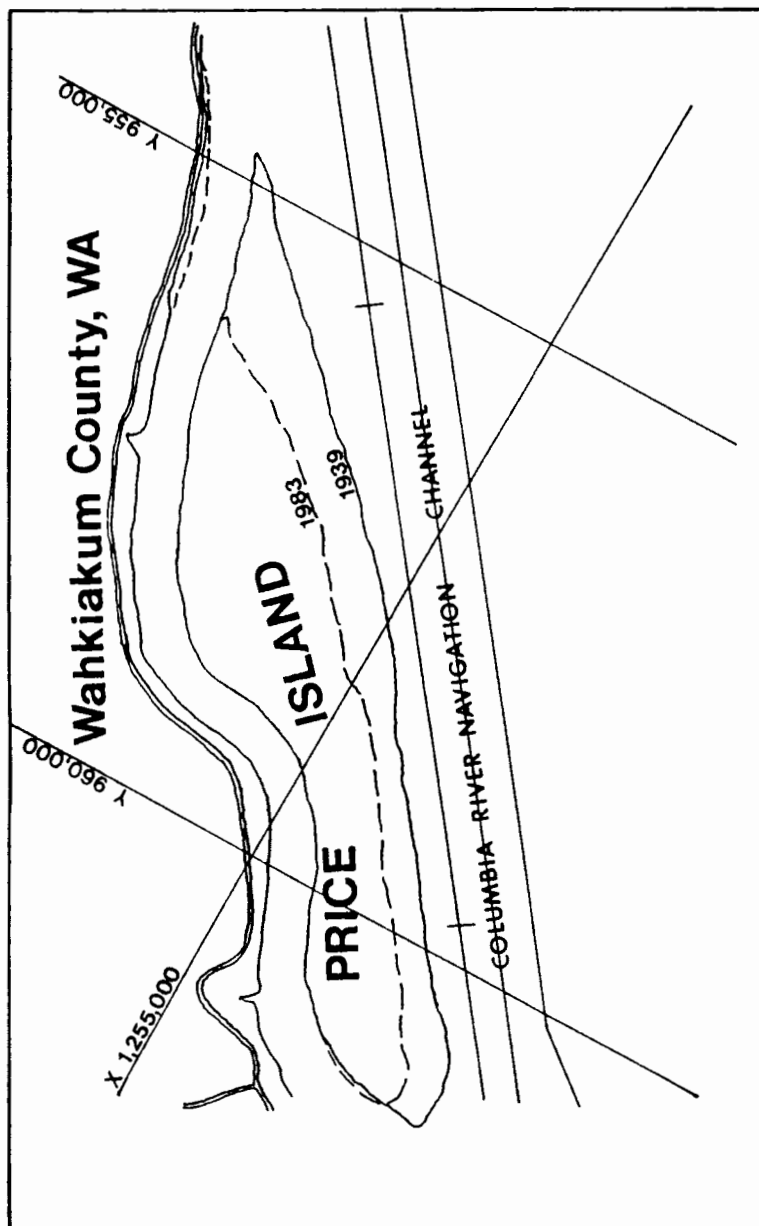 Wahkiakum County, WA
Y 955,000
Y 960,000
X 1,255,000
PRICE ISLAND
1983
1939
COLUMBIA RIVER NAVIGATION CHANNEL